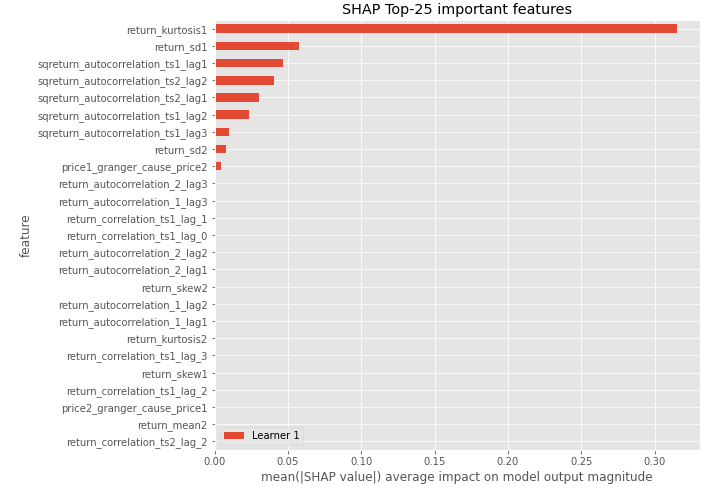 SHAP Top-25 important features
return_kurtosis1
return_sd1
sqreturn_autocorrelation_ts1_lag1
sqreturn_autocorrelation_ts2_lag2
sqreturn_autocorrelation_ts2_lag1
sqreturn_autocorrelation_ts1_lag2
sqreturn_autocorrelation_ts1_lag3
return_sd2
price1_granger_cause_price2
return_autocorrelation_2_lag3
return_autocorrelation_1_lag3
return_correlation_ts1_lag_1
return_correlation_ts1_lag_0
return_autocorrelation_2_lag2
return_autocorrelation_2_lag1
return_skew2
return_autocorrelation_1_lag2
return_autocorrelation_1_lag1
return_kurtosis2
return_correlation_ts1_lag_3
return_skew1
return_correlation_ts1_lag_2
price2_granger_cause_price1
return_mean2
return_correlation_ts2_lag_2
feature
Learner 1
0.00 0.05 0.10 0.15 0.20 0.25 0.30
mean(|SHAP value|) average impact on model output magnitude